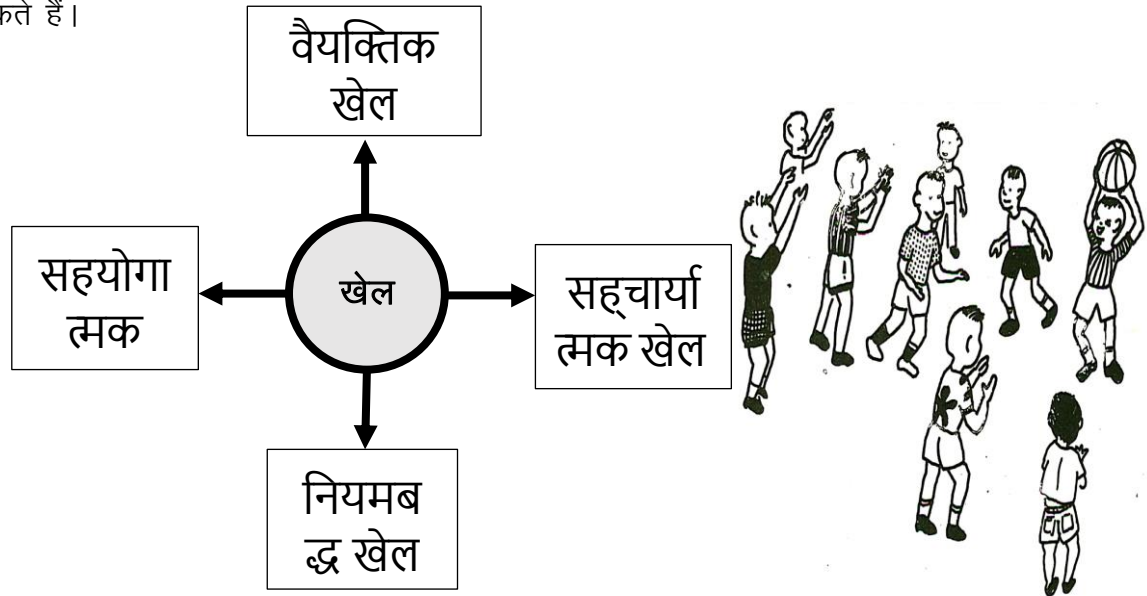 कते हैं।
वैयक्तिक
खेल
सहयोगा
त्मक
खेल
सह्चार्या
त्मक खेल
नियमब
द्ध खेल